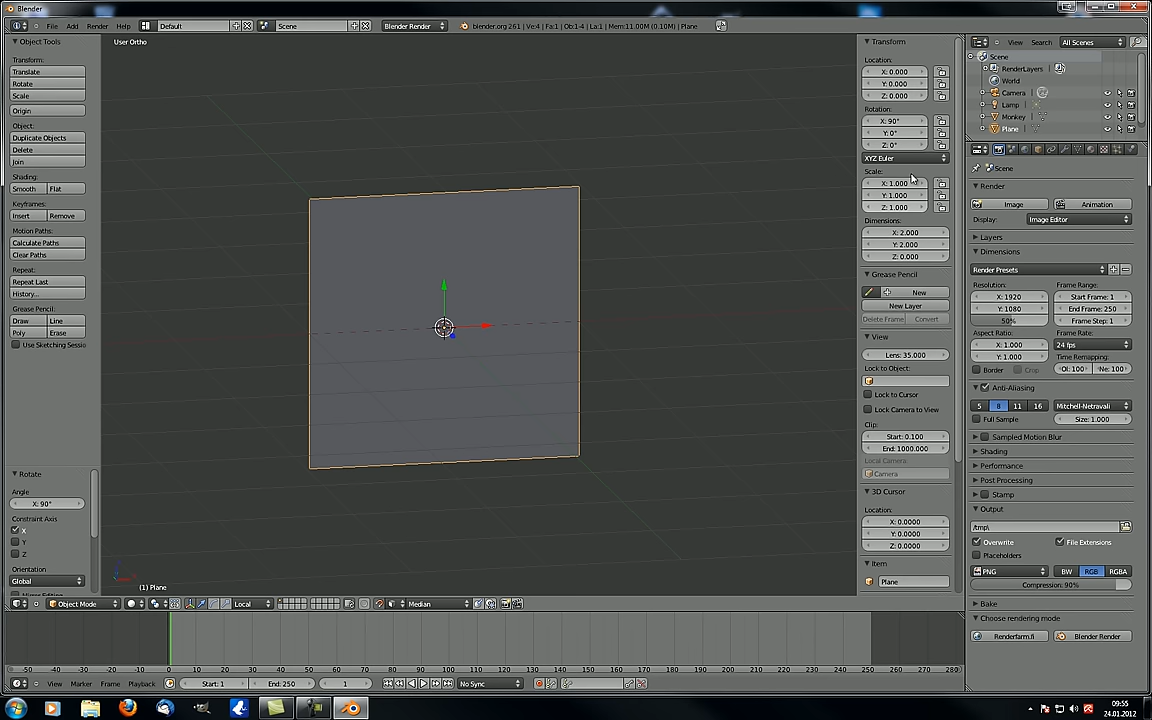 Blender
File Add Render Help Default Scene Blender Render blender.org 261 | Ve:4 | Fa:1 | Ob:1-4 | La:1 | Mem:11.00M (0.10M) | Plane
Object Tools
Transform:
Translate
Rotate
Scale
Origin
Object:
Duplicate Objects
Delete
Join
Shading:
Smooth Flat
Keyframes:
Insert Remove
Motion Paths:
Calculate Paths
Clear Paths
Repeat:
Repeat Last
History...
Grease Pencil:
Draw Line
Poly Erase
Use Sketching Sessio
Rotate
Angle
X: 90°
Constraint Axis
X
Y
Z
Orientation
Global
User Ortho
(1) Plane
Transform
Location:
X: 0.000
Y: 0.000
Z: 0.000
Rotation:
X: 90°
Y: 0°
Z: 0°
XYZ Euler
Scale:
X: 1.000
Y: 1.000
Z: 1.000
Dimensions:
X: 2.000
Y: 2.000
Z: 0.000
Grease Pencil
New
New Layer
Delete Frame Convert
View
Lens: 35.000
Lock to Object:
Lock to Cursor
Lock Camera to View
Clip:
Start: 0.100
End: 1000.000
Local Camera:
Camera
3D Cursor
Location:
X: 0.0000
Y: 0.0000
Z: 0.0000
Item
Plane
View Search All Scenes
Scene
RenderLayers |
World
Camera |
Lamp |
Monkey |
Plane |
Scene
Render
Image Animation
Display: Image Editor
Layers
Dimensions
Render Presets
Resolution: Frame Range:
X: 1920 Start Frame: 1
Y: 1080 End Frame: 250
50% Frame Step: 1
Aspect Ratio: Frame Rate:
X: 1.000 24 fps
Y: 1.000 Time Remapping:
Border Crop Ol: 100 Ne: 100
Anti-Aliasing
5 8 11 16 Mitchell-Netravali
Full Sample Size: 1.000
Sampled Motion Blur
Shading
Performance
Post Processing
Stamp
Output
/tmp\
Overwrite File Extensions
Placeholders
PNG BW RGB RGBA
Compression: 90%
Bake
Choose rendering mode
Renderfarm.fi Blender Render
Object Mode Local Median
-50 -40 -30 -20 -10 0 10 20 30 40 50 60 70 80 90 100 110 120 130 140 150 160 170 180 190 200 210 220 230 240 250 260 270 280
View Marker Frame Playback Start: 1 End: 250 1 No Sync
09:55
24.01.2012